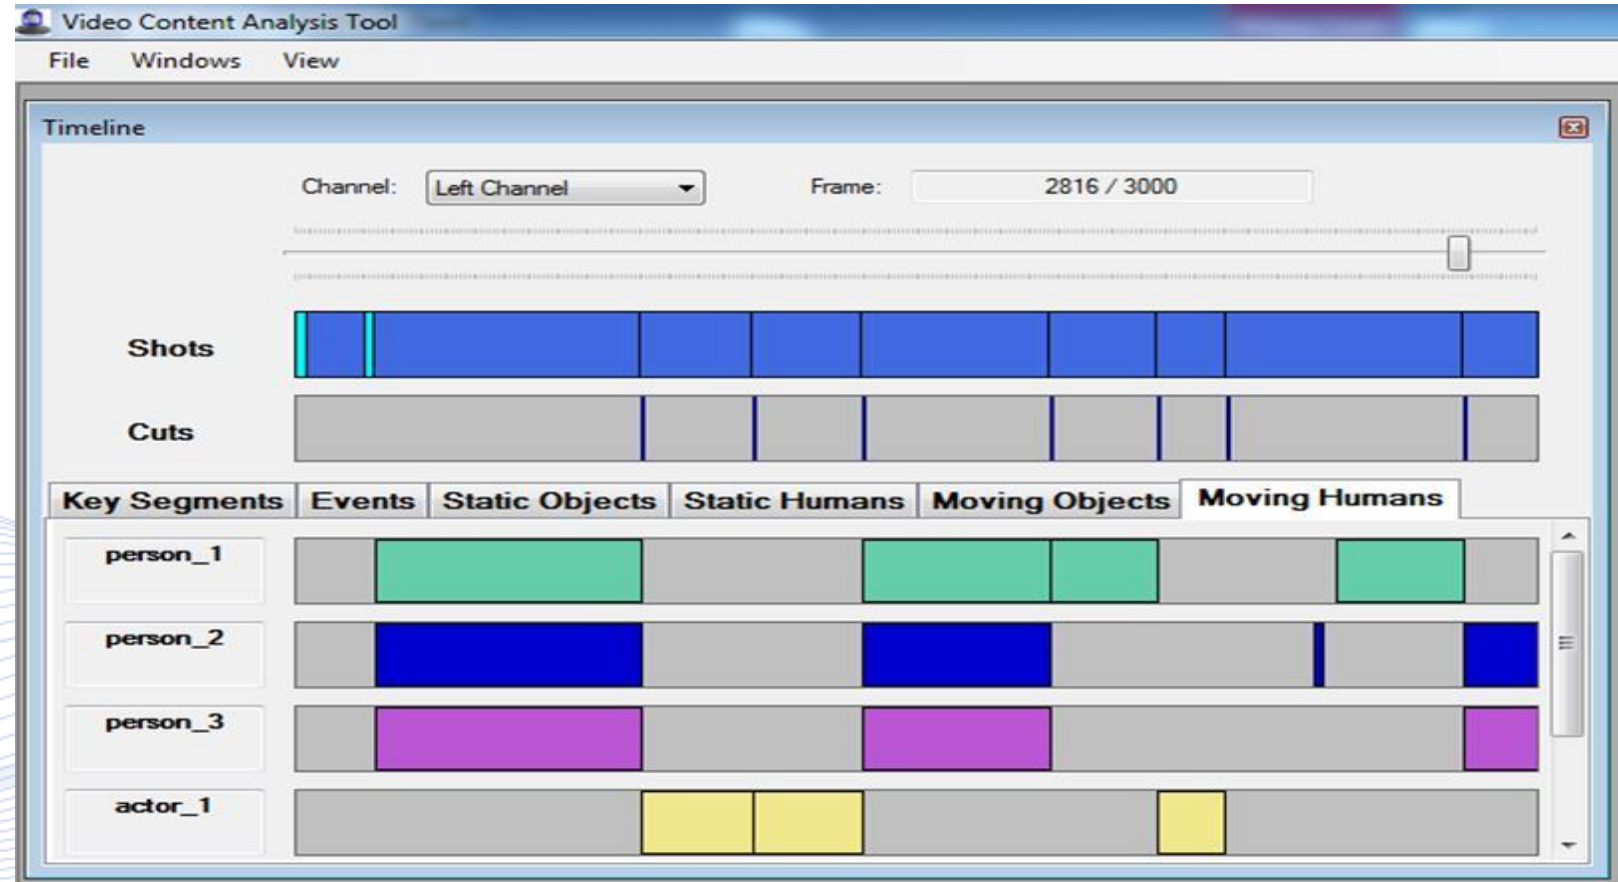 Video Content Analysis Tool
File Windows View
Timeline
Channel: Left Channel Frame: 2816 / 3000
Shots
Cuts
Key Segments Events Static Objects Static Humans Moving Objects Moving Humans
person_1
person_2
person_3
actor_1